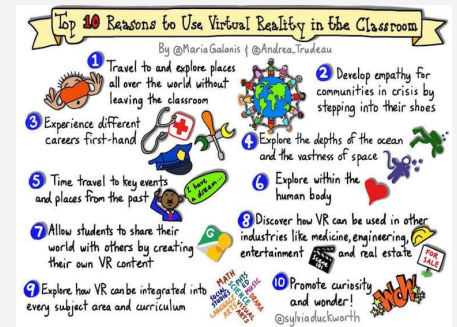 Top 10 Reasons to Use Virtual Reality in the Classroom
By @MariaGalanis & @Andrea_Trudeau
1 Travel to and explore places
all over the world without
leaving the classroom
2 Develop empathy for
communities in crisis by
stepping into their shoes
3 Experience different
careers first-hand
4 Explore the depths of the ocean
and the vastness of space
5 Time travel to key events
and places from the past
I have
a dream...
6 Explore within the
human body
7 Allow students to share their
world with others by creating
their own VR content
8 Discover how VR can be used in other
industries like medicine, engineering,
entertainment and real estate
FOR
SALE
9 Explore how VR can be integrated into
every subject area and curriculum
MATH
SOCIAL
STUDIES
LANGUAGE
SCIENCE
MUSIC
DRAMA
VISUAL
ARTS
10 Promote curiosity
and wonder!
WOW!
@sylviaduckworth